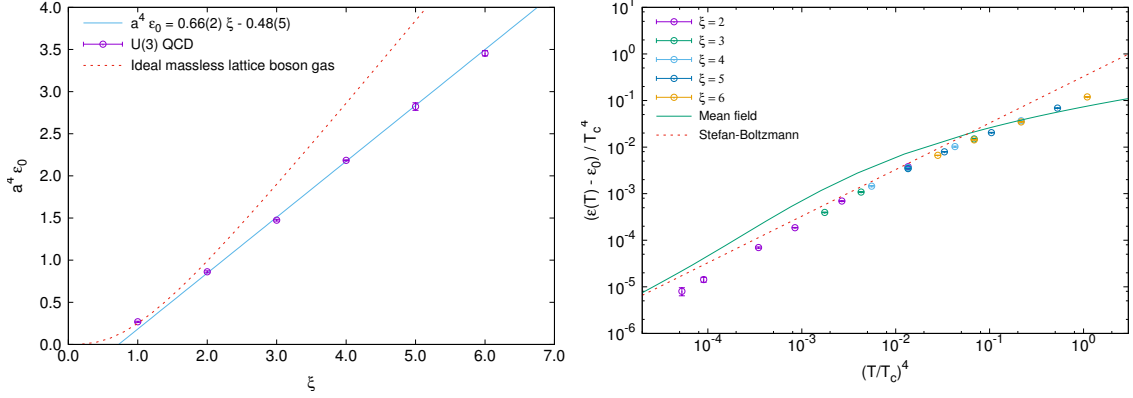 a⁴ ε₀ = 0.66(2) ξ - 0.48(5)
U(3) QCD
Ideal massless lattice boson gas
a⁴ ε₀
4.0
3.5
3.0
2.5
2.0
1.5
1.0
0.5
0.0
0.0 1.0 2.0 3.0 4.0 5.0 6.0 7.0
ξ
ξ = 2
ξ = 3
ξ = 4
ξ = 5
ξ = 6
Mean field
Stefan-Boltzmann
(ε(T) - ε₀) / T_c⁴
10¹
10⁰
10⁻¹
10⁻²
10⁻³
10⁻⁴
10⁻⁵
10⁻⁶
10⁻⁴ 10⁻³ 10⁻² 10⁻¹ 10⁰
(T/T_c)⁴